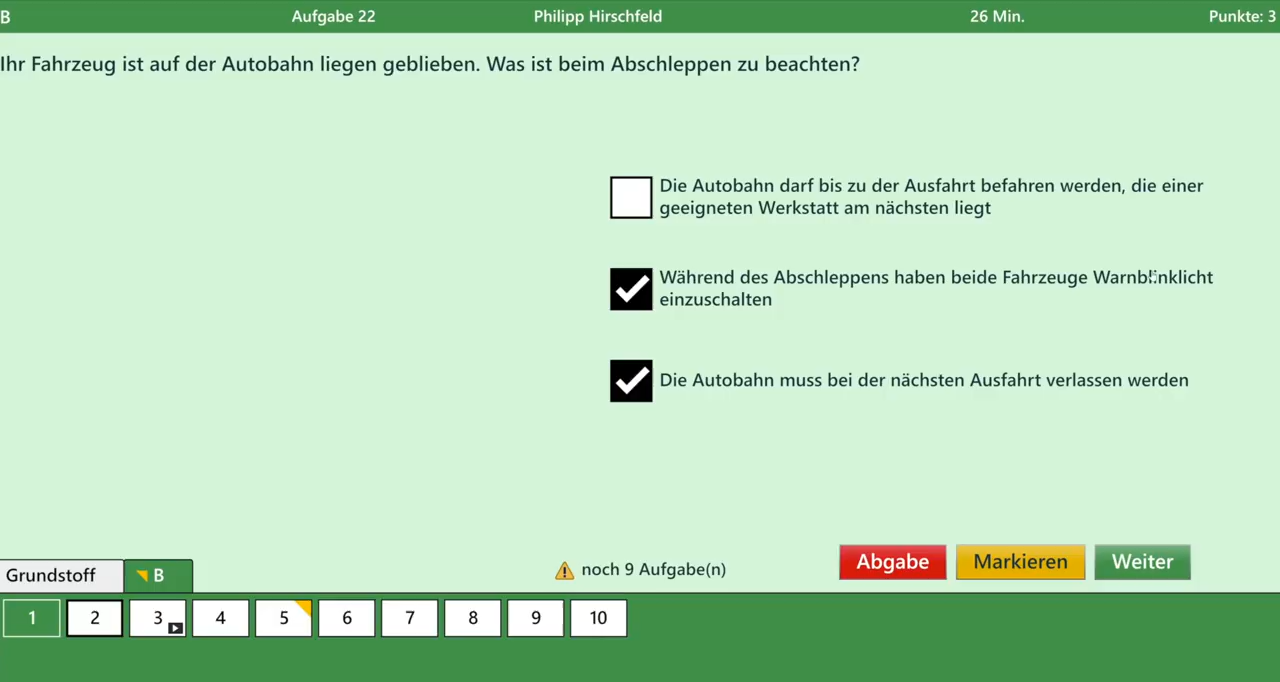 B Aufgabe 22 Philipp Hirschfeld 26 Min. Punkte: 3
Ihr Fahrzeug ist auf der Autobahn liegen geblieben. Was ist beim Abschleppen zu beachten?
Die Autobahn darf bis zu der Ausfahrt befahren werden, die einer
geeigneten Werkstatt am nächsten liegt
Während des Abschleppens haben beide Fahrzeuge Warnblinklicht
einzuschalten
Die Autobahn muss bei der nächsten Ausfahrt verlassen werden
Grundstoff B noch 9 Aufgabe(n) Abgabe Markieren Weiter
1 2 3 4 5 6 7 8 9 10